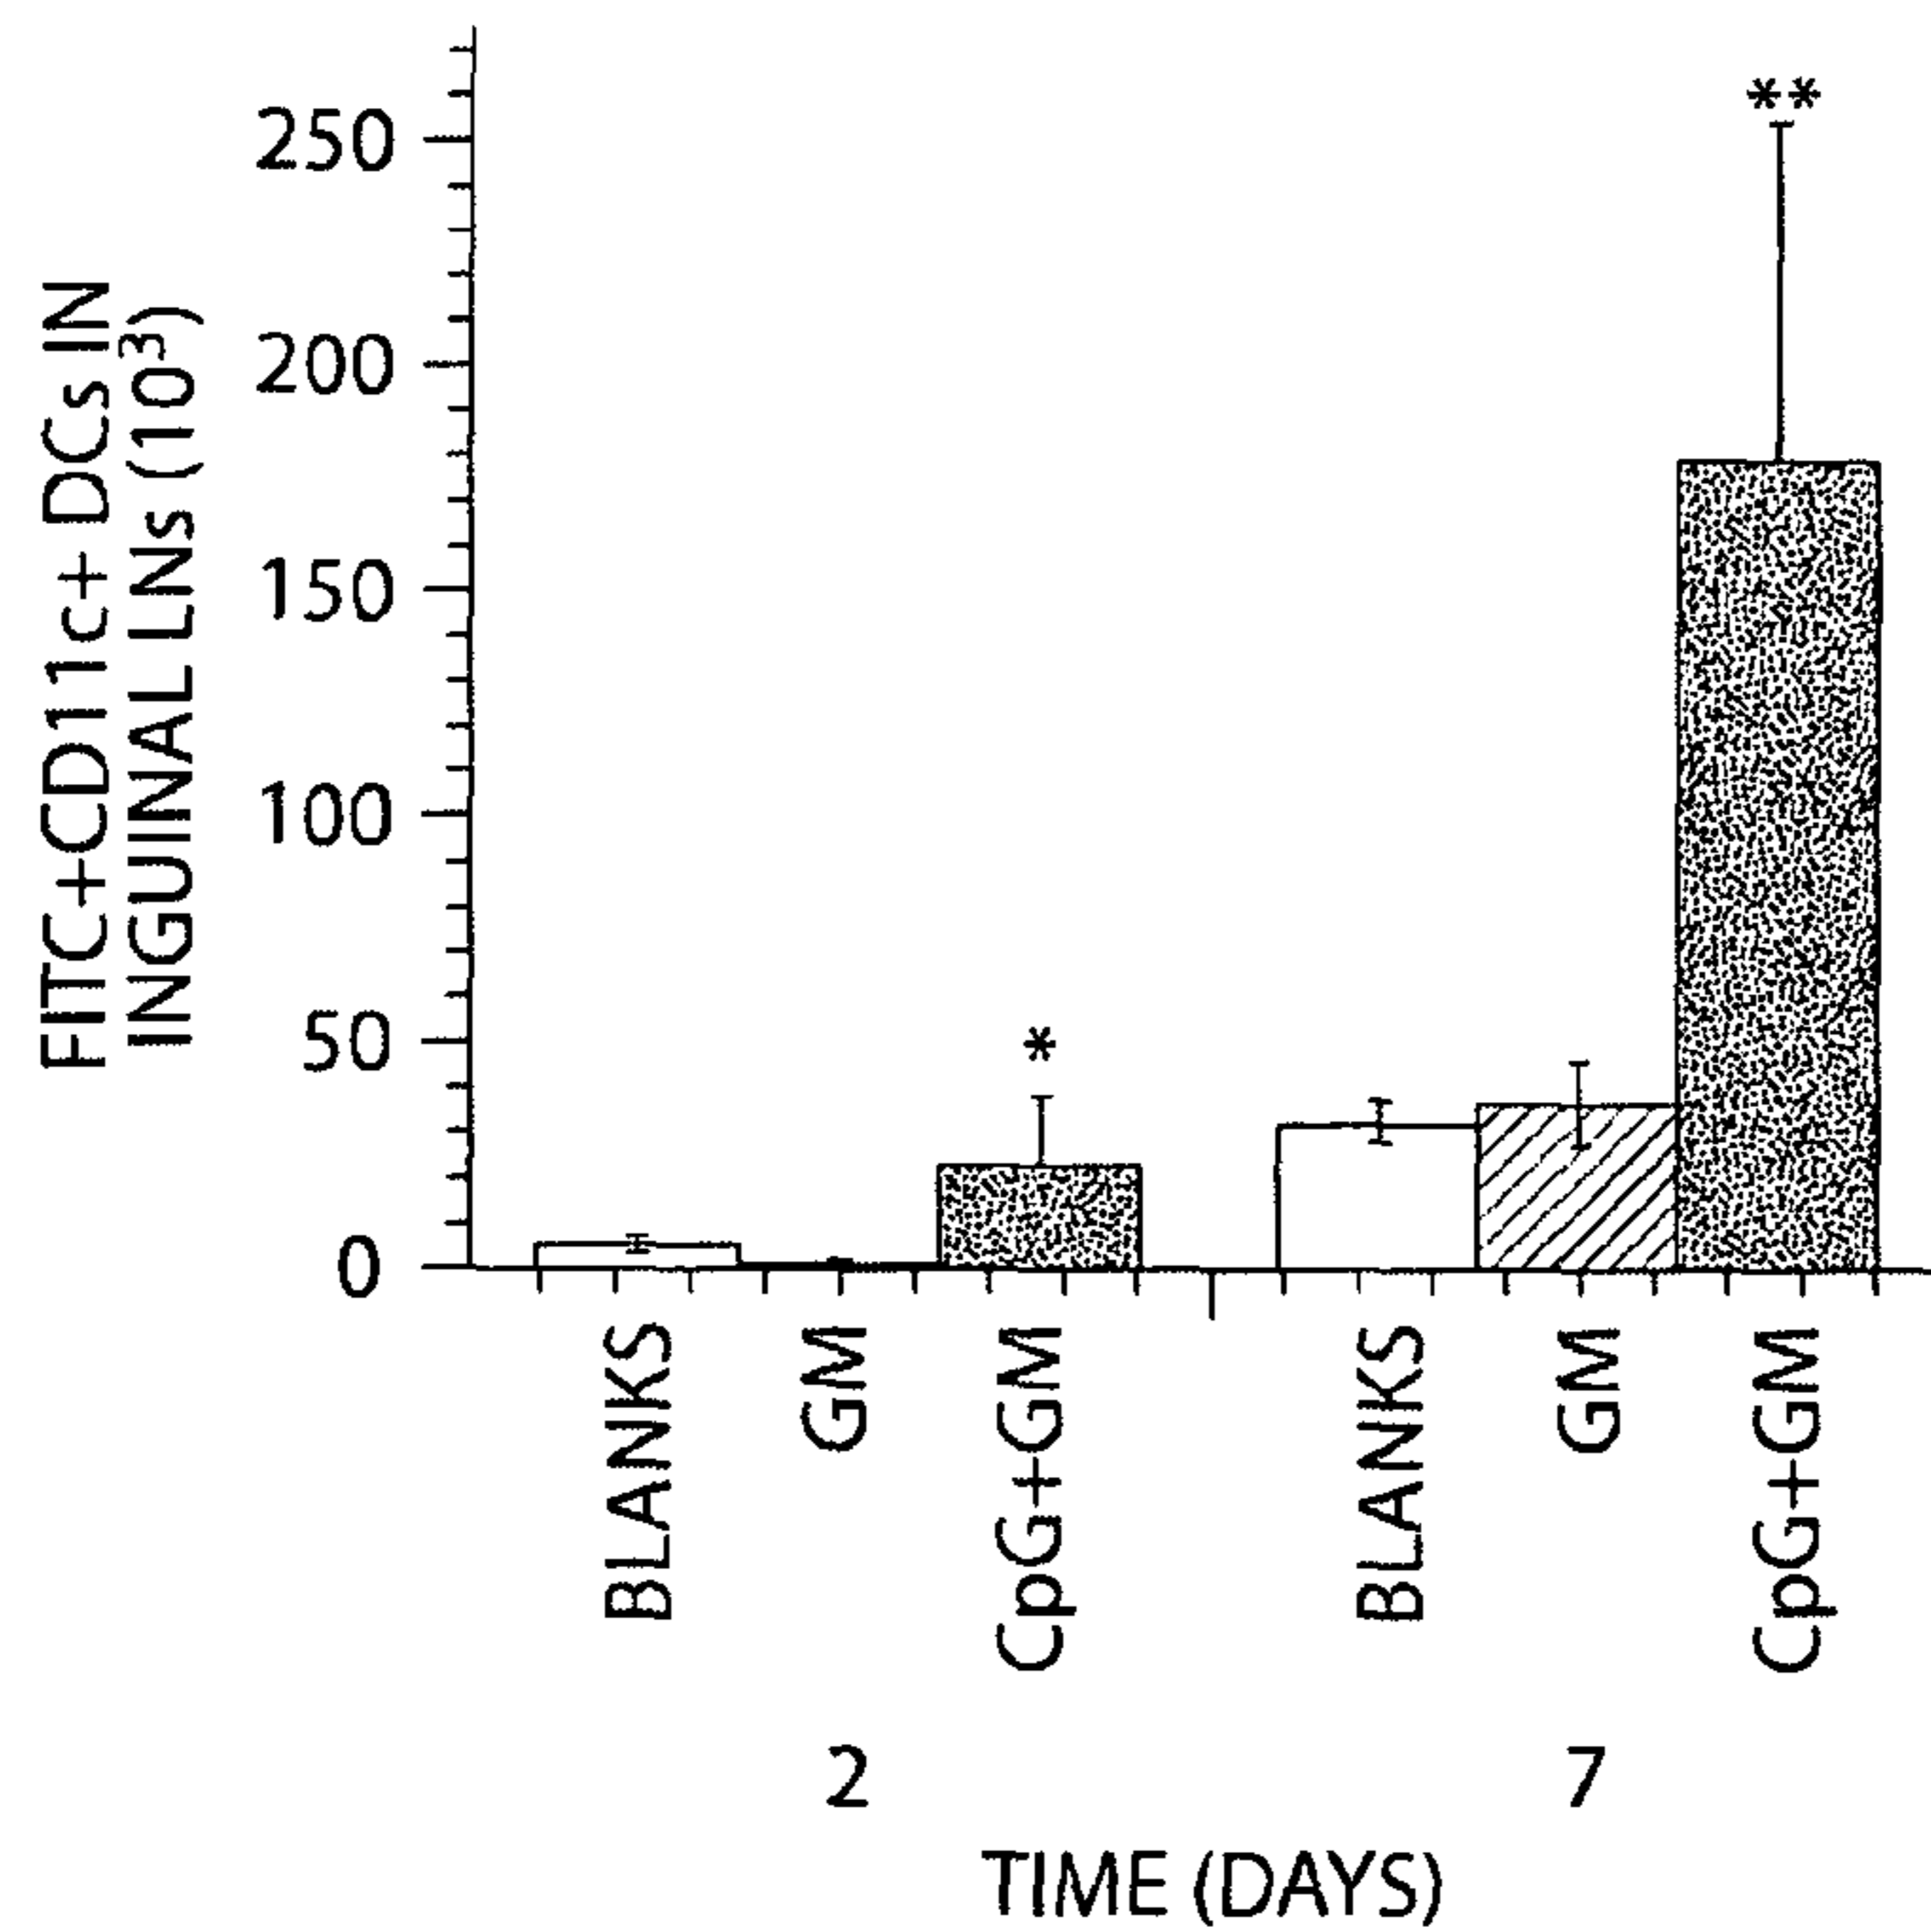 FITC+CD11c+ DCs IN
INGUINAL LNs (10³)
250
200
150
100
50
0
*
**
BLANKS
GM
CpG+GM
BLANKS
GM
CpG+GM
2
7
TIME (DAYS)